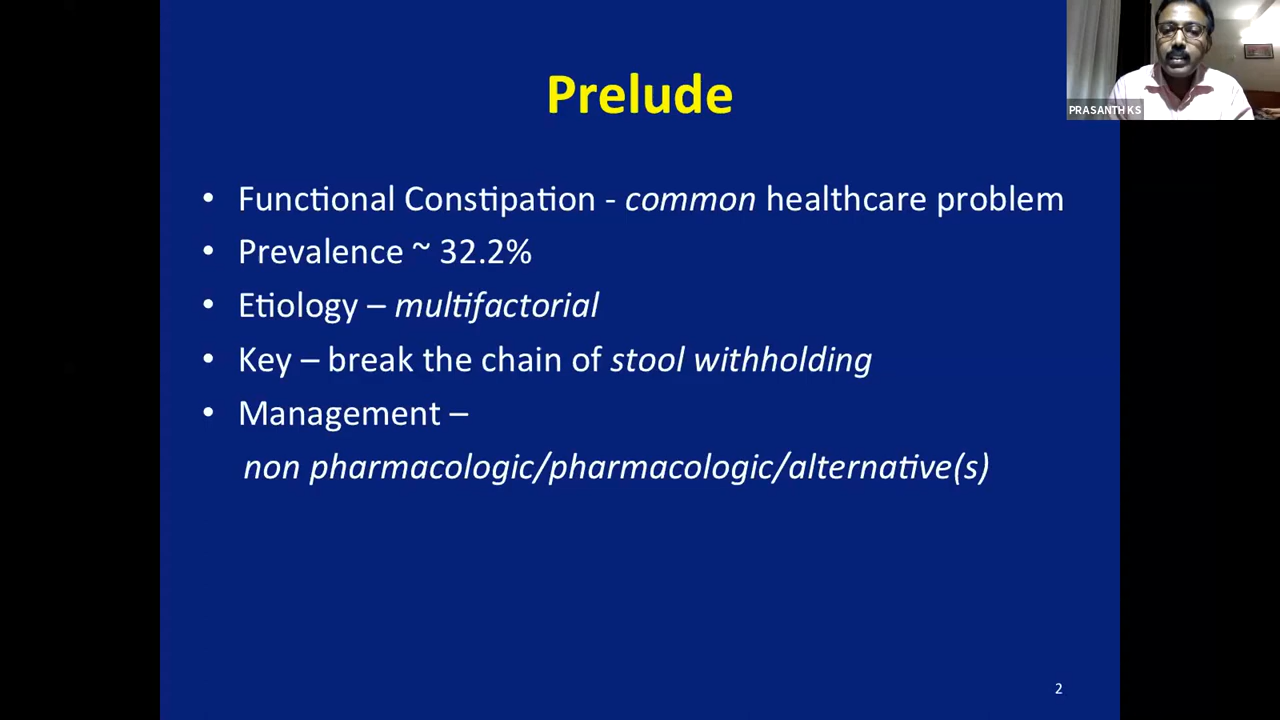 PRASANTH KS
Prelude
• Functional Constipation - common healthcare problem
• Prevalence ~ 32.2%
• Etiology – multifactorial
• Key – break the chain of stool withholding
• Management –
non pharmacologic/pharmacologic/alternative(s)
2